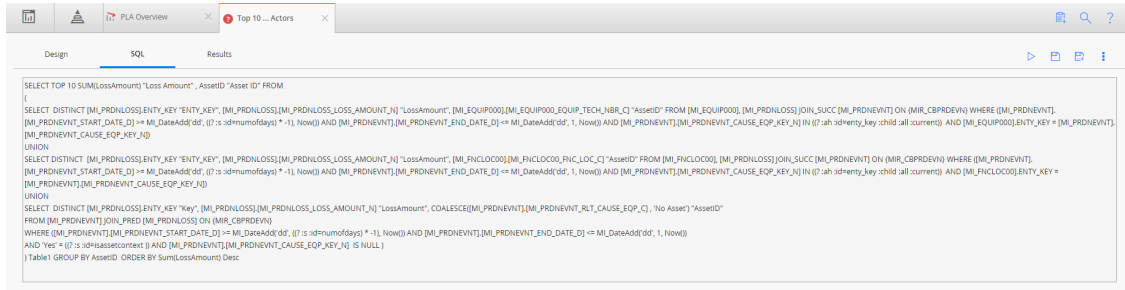 PLA Overview
Top 10 ... Actors
Design SQL Results
SELECT TOP 10 SUM(LossAmount) "Loss Amount" , AssetID "Asset ID" FROM
(
SELECT DISTINCT [MI_PRDNLOSS].ENTY_KEY "ENTY_KEY", [MI_PRDNLOSS].[MI_PRDNLOSS_LOSS_AMOUNT_N] "LossAmount", [MI_EQUIP000].[MI_EQUIP000_EQUIP_TECH_NBR_C] "AssetID" FROM [MI_EQUIP000], [MI_PRDNLOSS] JOIN_SUCC [MI_PRDNEVNT] ON {MIR_CBPRDEVN} WHERE ([MI_PRDNEVNT].
[MI_PRDNEVNT_START_DATE_D] >= MI_DateAdd('dd', ((? :s :id=numofdays) * -1), Now()) AND [MI_PRDNEVNT].[MI_PRDNEVNT_END_DATE_D] <= MI_DateAdd('dd', 1, Now()) AND [MI_PRDNEVNT].[MI_PRDNEVNT_CAUSE_EQP_KEY_N] IN ((? :ah :id=enty_key :child :all :current)) AND [MI_EQUIP000].ENTY_KEY = [MI_PRDNEVNT].
[MI_PRDNEVNT_CAUSE_EQP_KEY_N])
UNION
SELECT DISTINCT [MI_PRDNLOSS].ENTY_KEY "ENTY_KEY", [MI_PRDNLOSS].[MI_PRDNLOSS_LOSS_AMOUNT_N] "LossAmount", [MI_FNCLOC00].[MI_FNCLOC00_FNC_LOC_C] "AssetID" FROM [MI_FNCLOC00], [MI_PRDNLOSS] JOIN_SUCC [MI_PRDNEVNT] ON {MIR_CBPRDEVN} WHERE ([MI_PRDNEVNT].
[MI_PRDNEVNT_START_DATE_D] >= MI_DateAdd('dd', ((? :s :id=numofdays) * -1), Now()) AND [MI_PRDNEVNT].[MI_PRDNEVNT_END_DATE_D] <= MI_DateAdd('dd', 1, Now()) AND [MI_PRDNEVNT].[MI_PRDNEVNT_CAUSE_EQP_KEY_N] IN ((? :ah :id=enty_key :child :all :current)) AND [MI_FNCLOC00].ENTY_KEY =
[MI_PRDNEVNT].[MI_PRDNEVNT_CAUSE_EQP_KEY_N])
UNION
SELECT DISTINCT [MI_PRDNLOSS].ENTY_KEY "Key", [MI_PRDNLOSS].[MI_PRDNLOSS_LOSS_AMOUNT_N] "LossAmount", COALESCE([MI_PRDNEVNT].[MI_PRDNEVNT_RLT_CAUSE_EQP_C] , 'No Asset') "AssetID"
FROM [MI_PRDNEVNT] JOIN_PRED [MI_PRDNLOSS] ON {MIR_CBPRDEVN}
WHERE ([MI_PRDNEVNT].[MI_PRDNEVNT_START_DATE_D] >= MI_DateAdd('dd', ((? :s :id=numofdays) * -1), Now()) AND [MI_PRDNEVNT].[MI_PRDNEVNT_END_DATE_D] <= MI_DateAdd('dd', 1, Now())
AND 'Yes' = ((? :s :id=isassetcontext )) AND [MI_PRDNEVNT].[MI_PRDNEVNT_CAUSE_EQP_KEY_N] IS NULL )
) Table1 GROUP BY AssetID ORDER BY Sum(LossAmount) Desc